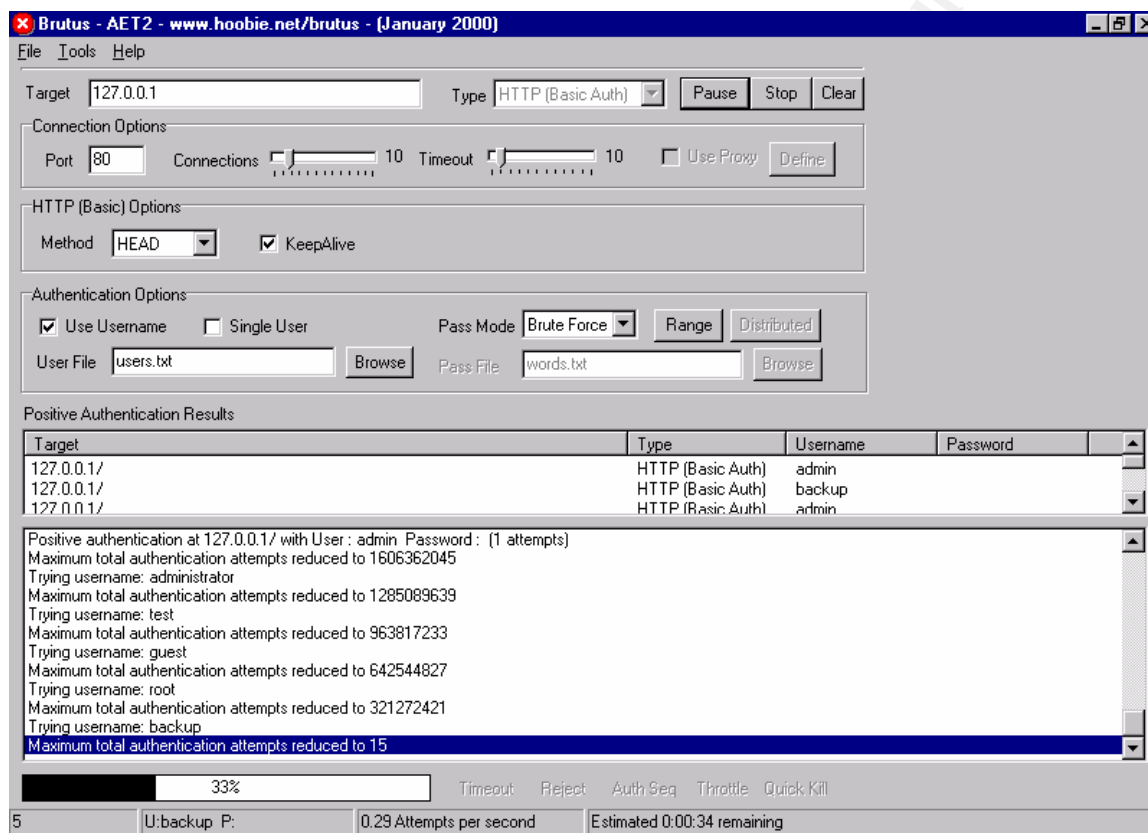 Brutus - AET2 - www.hoobie.net/brutus - (January 2000)
File Tools Help
Target 127.0.0.1 Type HTTP (Basic Auth) Pause Stop Clear
Connection Options
Port 80 Connections 10 Timeout 10 Use Proxy Define
HTTP (Basic) Options
Method HEAD KeepAlive
Authentication Options
Use Username Single User Pass Mode Brute Force Range Distributed
User File users.txt Browse Pass File words.txt Browse
Positive Authentication Results
Target Type Username Password
127.0.0.1/ HTTP (Basic Auth) admin
127.0.0.1/ HTTP (Basic Auth) backup
127.0.0.1/ HTTP (Basic Auth) admin
Positive authentication at 127.0.0.1/ with User : admin Password : (1 attempts)
Maximum total authentication attempts reduced to 1606362045
Trying username: administrator
Maximum total authentication attempts reduced to 1285089639
Trying username: test
Maximum total authentication attempts reduced to 963817233
Trying username: guest
Maximum total authentication attempts reduced to 642544827
Trying username: root
Maximum total authentication attempts reduced to 321272421
Trying username: backup
Maximum total authentication attempts reduced to 15
33% Timeout Reject Auth Seq Throttle Quick Kill
5 U:backup P: 0.29 Attempts per second Estimated 0:00:34 remaining